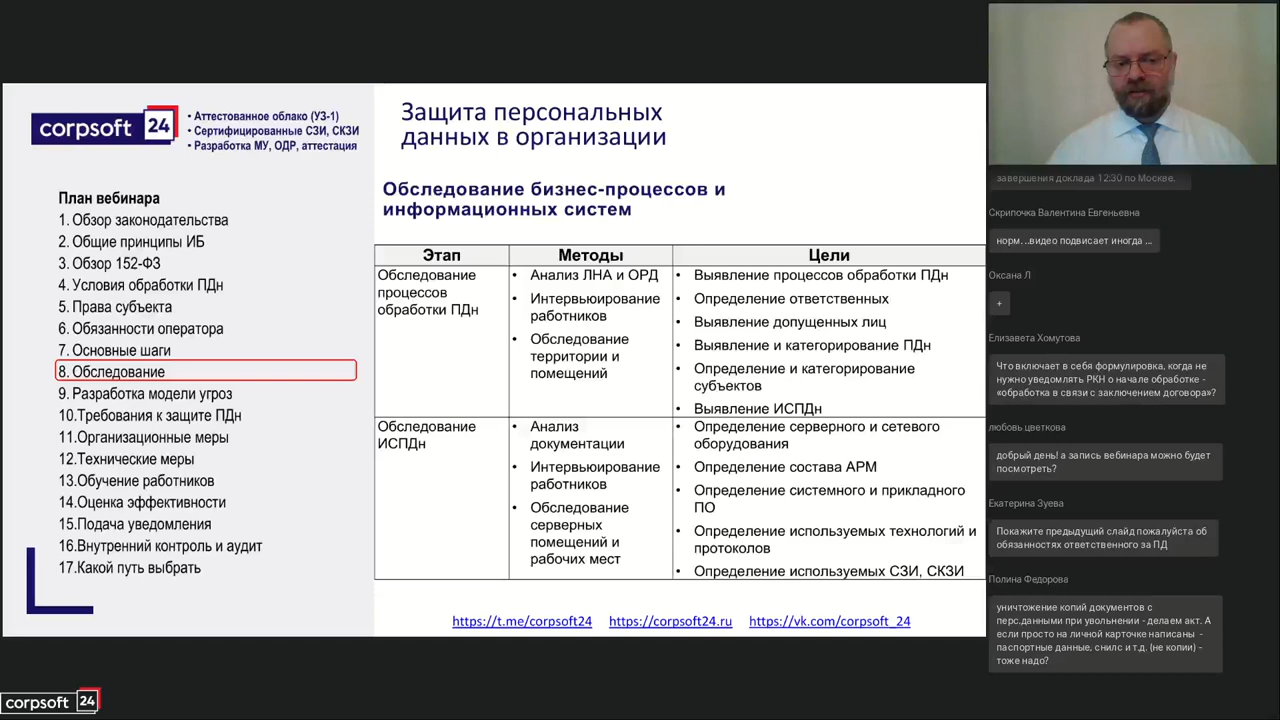 corpsoft 24
• Аттестованное облако (УЗ-1)
• Сертифицированные СЗИ, СКЗИ
• Разработка МУ, ОДР, аттестация
План вебинара
1. Обзор законодательства
2. Общие принципы ИБ
3. Обзор 152-ФЗ
4. Условия обработки ПДн
5. Права субъекта
6. Обязанности оператора
7. Основные шаги
8. Обследование
9. Разработка модели угроз
10.Требования к защите ПДн
11.Организационные меры
12.Технические меры
13.Обучение работников
14.Оценка эффективности
15.Подача уведомления
16.Внутренний контроль и аудит
17.Какой путь выбрать
Защита персональных
данных в организации
Обследование бизнес-процессов и
информационных систем
Этап
Методы
Цели
Обследование
процессов
обработки ПДн
• Анализ ЛНА и ОРД
• Интервьюирование
работников
• Обследование
территории и
помещений
• Выявление процессов обработки ПДн
• Определение ответственных
• Выявление допущенных лиц
• Выявление и категорирование ПДн
• Определение и категорирование
субъектов
• Выявление ИСПДн
Обследование
ИСПДн
• Анализ
документации
• Интервьюирование
работников
• Обследование
серверных
помещений и
рабочих мест
• Определение серверного и сетевого
оборудования
• Определение состава АРМ
• Определение системного и прикладного
ПО
• Определение используемых технологий и
протоколов
• Определение используемых СЗИ, СКЗИ
https://t.me/corpsoft24 https://corpsoft24.ru https://vk.com/corpsoft_24
завершения доклада 12:30 по Москве.
Скрипочка Валентина Евгеньевна
норм...видео подвисает иногда ...
Оксана Л
+
Елизавета Хомутова
Что включает в себя формулировка, когда не
нужно уведомлять РКН о начале обработке -
«обработка в связи с заключением договора»?
любовь цветкова
добрый день! а запись вебинара можно будет
посмотреть?
Екатерина Зуева
Покажите предыдущий слайд пожалуйста об
обязанностях ответственного за ПД
Полина Федорова
уничтожение копий документов с
перс.данными при увольнении - делаем акт. А
если просто на личной карточке написаны -
паспортные данные, снилс и т.д. (не копии) -
тоже надо?
corpsoft 24